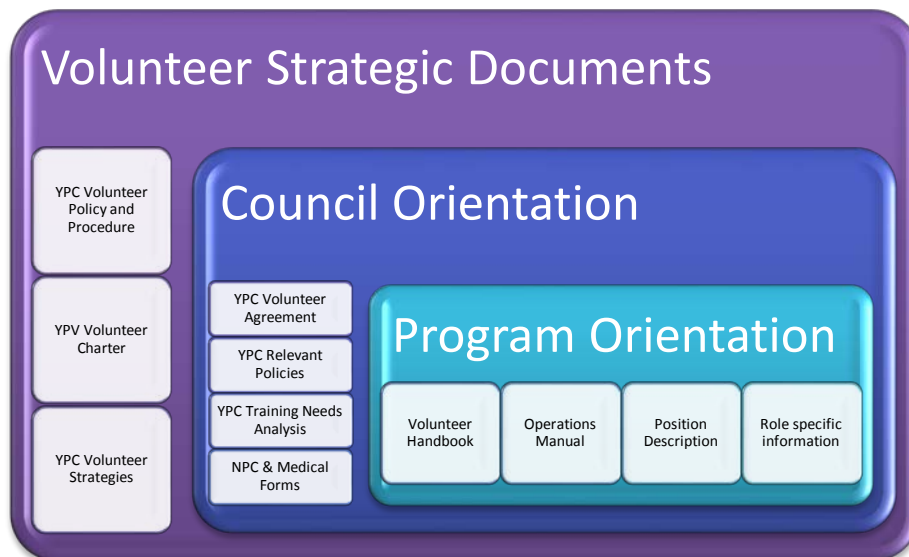 Volunteer Strategic Documents
YPC Volunteer
Policy and
Procedure
YPV Volunteer
Charter
YPC Volunteer
Strategies
Council Orientation
YPC Volunteer
Agreement
YPC Relevant
Policies
YPC Training Needs
Analysis
NPC & Medical
Forms
Program Orientation
Volunteer
Handbook
Operations
Manual
Position
Description
Role specific
information